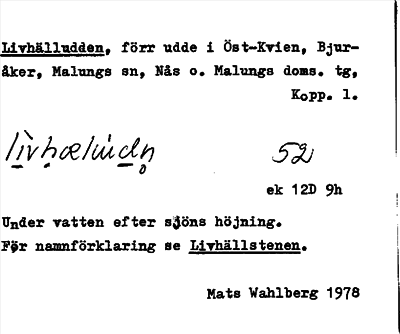 Livhälludden, förr udde i Öst-Kvien, Bjur-
åker, Malungs sn, Nås o. Malungs doms. tg,
Kopp. l.
52
ek 12D 9h
Under vatten efter sjöns höjning.
För namnförklaring se Livhällstenen.
Mats Wahlberg 1978